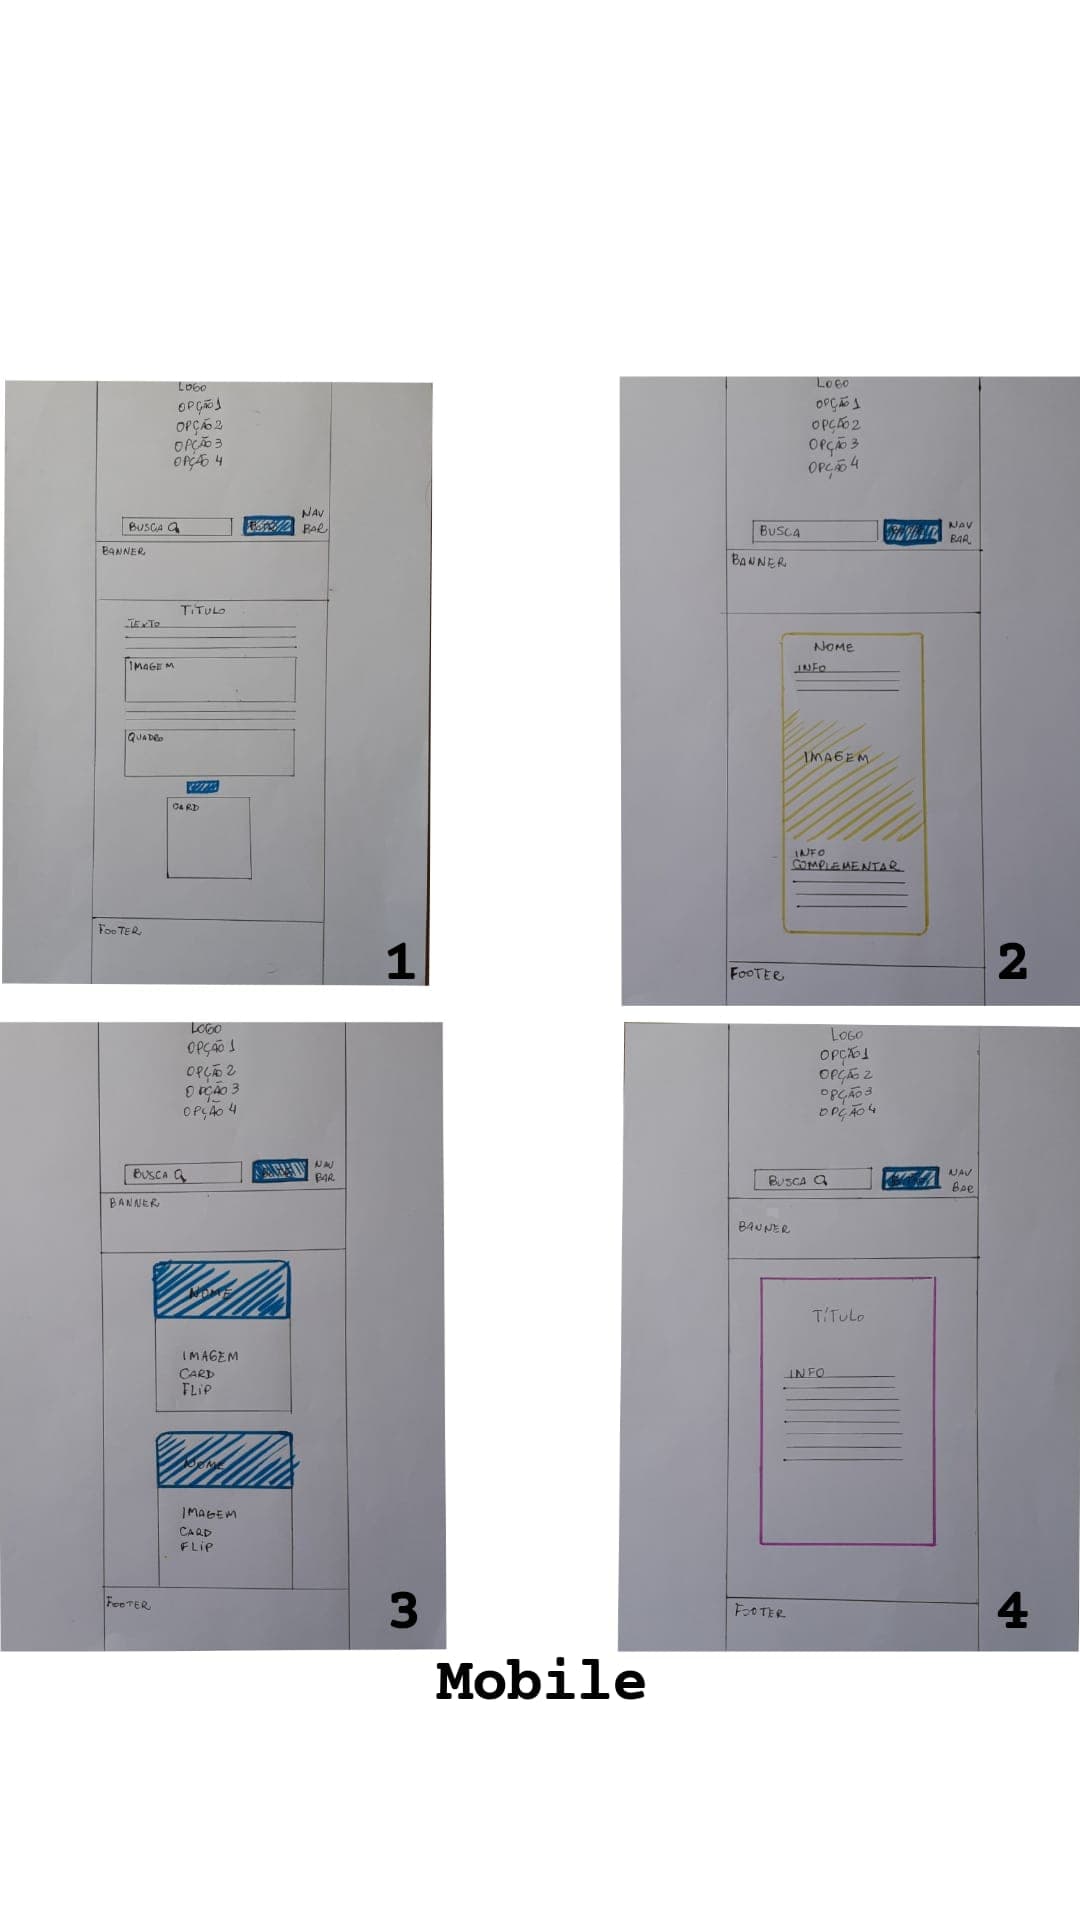 LOGO
OPÇÃO 1
OPÇÃO 2
OPÇÃO 3
OPÇÃO 4
BUSCA
NAV
BAR
BANNER
TÍTULO
TEXTO
IMAGEM
QUADRO
CARD
FOOTER
1
LOGO
OPÇÃO 1
OPÇÃO 2
OPÇÃO 3
OPÇÃO 4
BUSCA
NAV
BAR
BANNER
NOME
INFO
IMAGEM
INFO
COMPLEMENTAR
FOOTER
2
LOGO
OPÇÃO 1
OPÇÃO 2
OPÇÃO 3
OPÇÃO 4
BUSCA
NAV
BAR
BANNER
NOME
IMAGEM
CARD
FLIP
NOME
IMAGEM
CARD
FLIP
FOOTER
3
LOGO
OPÇÃO 1
OPÇÃO 2
OPÇÃO 3
OPÇÃO 4
BUSCA
NAV
BAR
BANNER
TÍTULO
INFO
FOOTER
4
Mobile